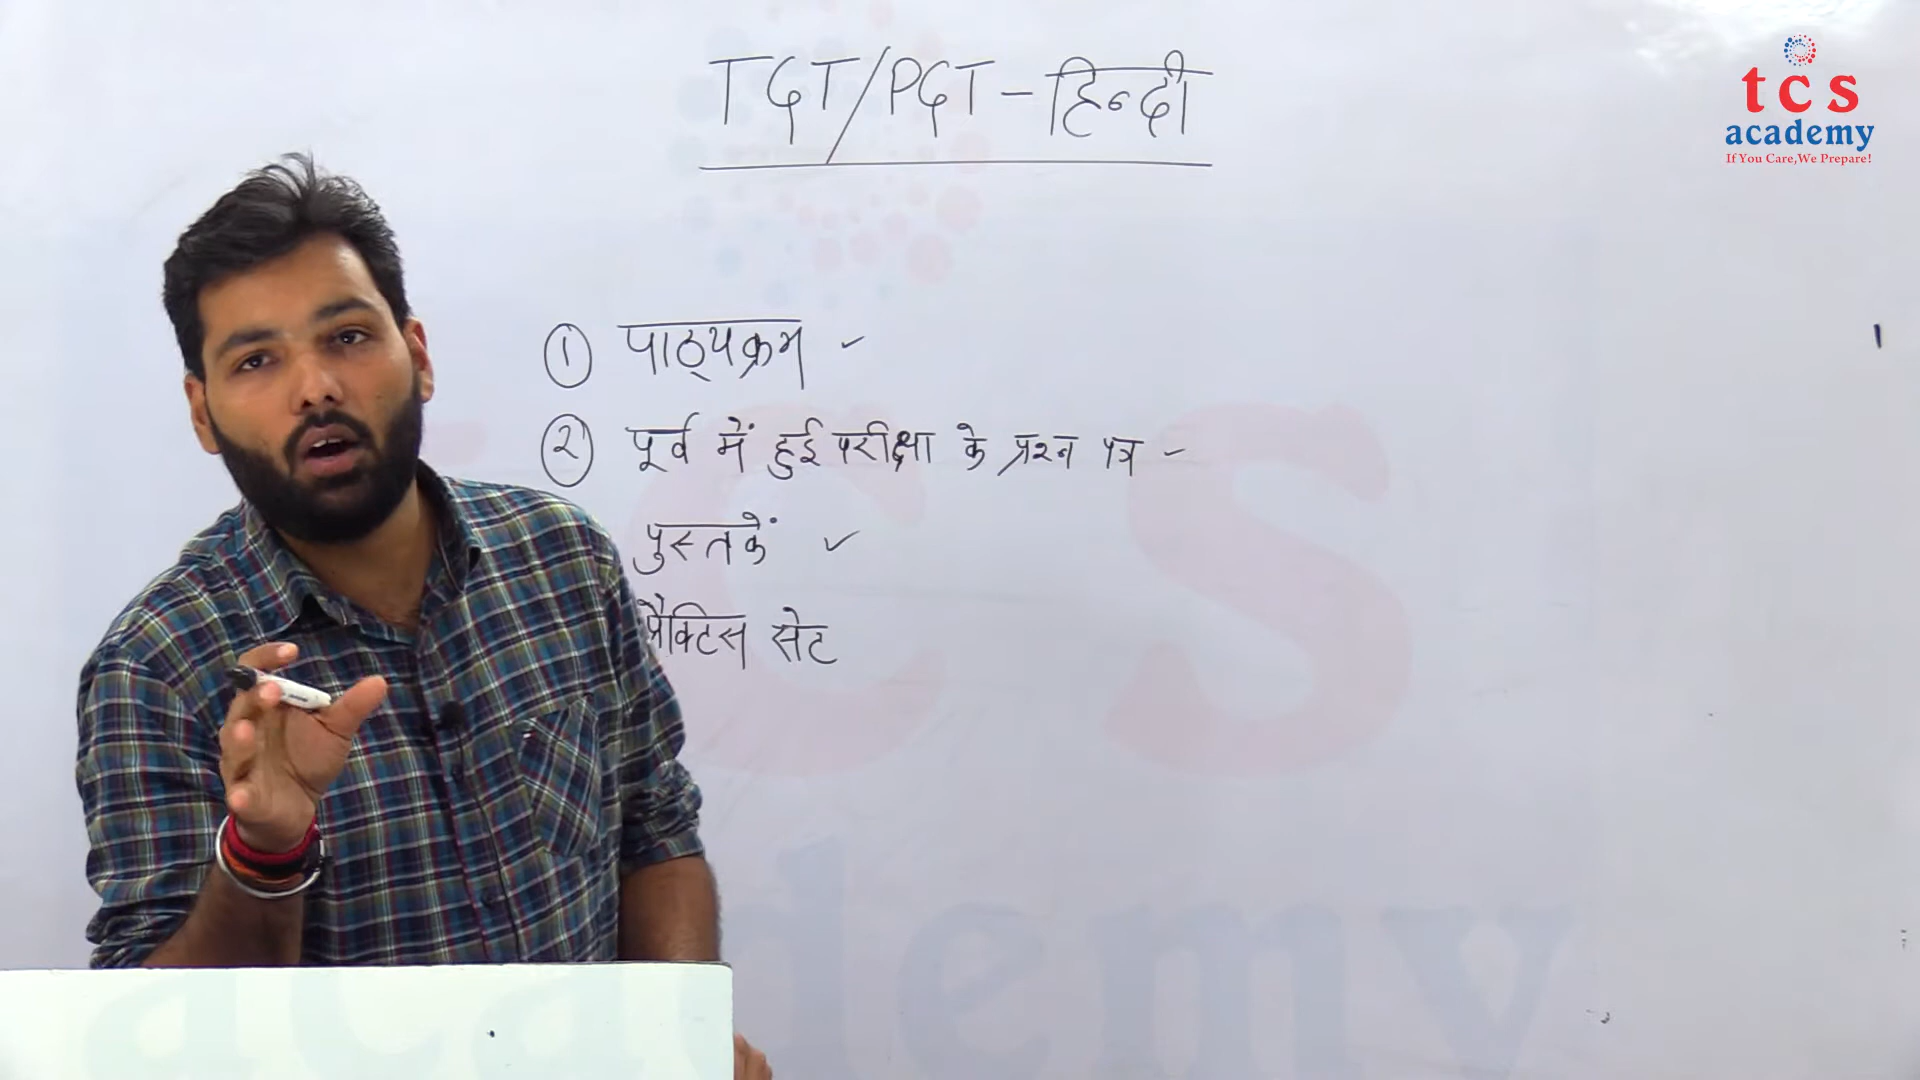 TGT/PGT - हिन्दी
tcs
academy
If You Care,We Prepare!
① पाठ्यक्रम ✓
② पूर्व में हुई परीक्षा के प्रश्न पत्र -
पुस्तकें ✓
प्रैक्टिस सेट